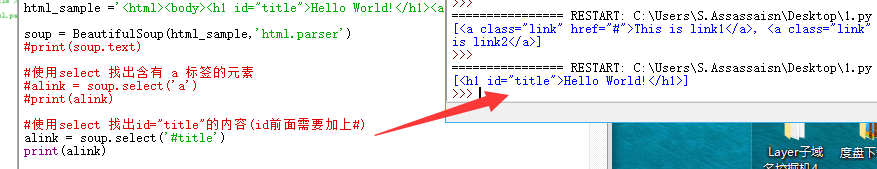 html_sample ='<html><body><h1 id="title">Hello World!</h1><a
soup = BeautifulSoup(html_sample,'html.parser')
#print(soup.text)
#使用select 找出含有 a 标签的元素
#alink = soup.select('a')
#print(alink)
#使用select 找出id="title"的内容(id前面需要加上#)
alink = soup.select('#title')
print(alink)
>>>
================ RESTART: C:\Users\S.Assassaisn\Desktop\1.py
[<a class="link" href="#">This is link1</a>, <a class="link"
is link2</a>]
>>>
================ RESTART: C:\Users\S.Assassaisn\Desktop\1.py
[<h1 id="title">Hello World!</h1>]
>>>
Layer子域
名挖掘机4
度盘下